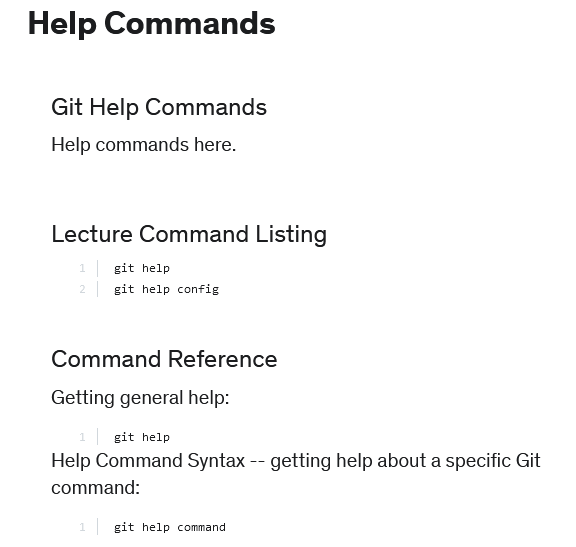 Help Commands
Git Help Commands
Help commands here.
Lecture Command Listing
1 git help
2 git help config
Command Reference
Getting general help:
1 git help
Help Command Syntax -- getting help about a specific Git
command:
1 git help command